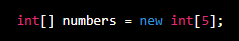 int[] numbers = new int[5];